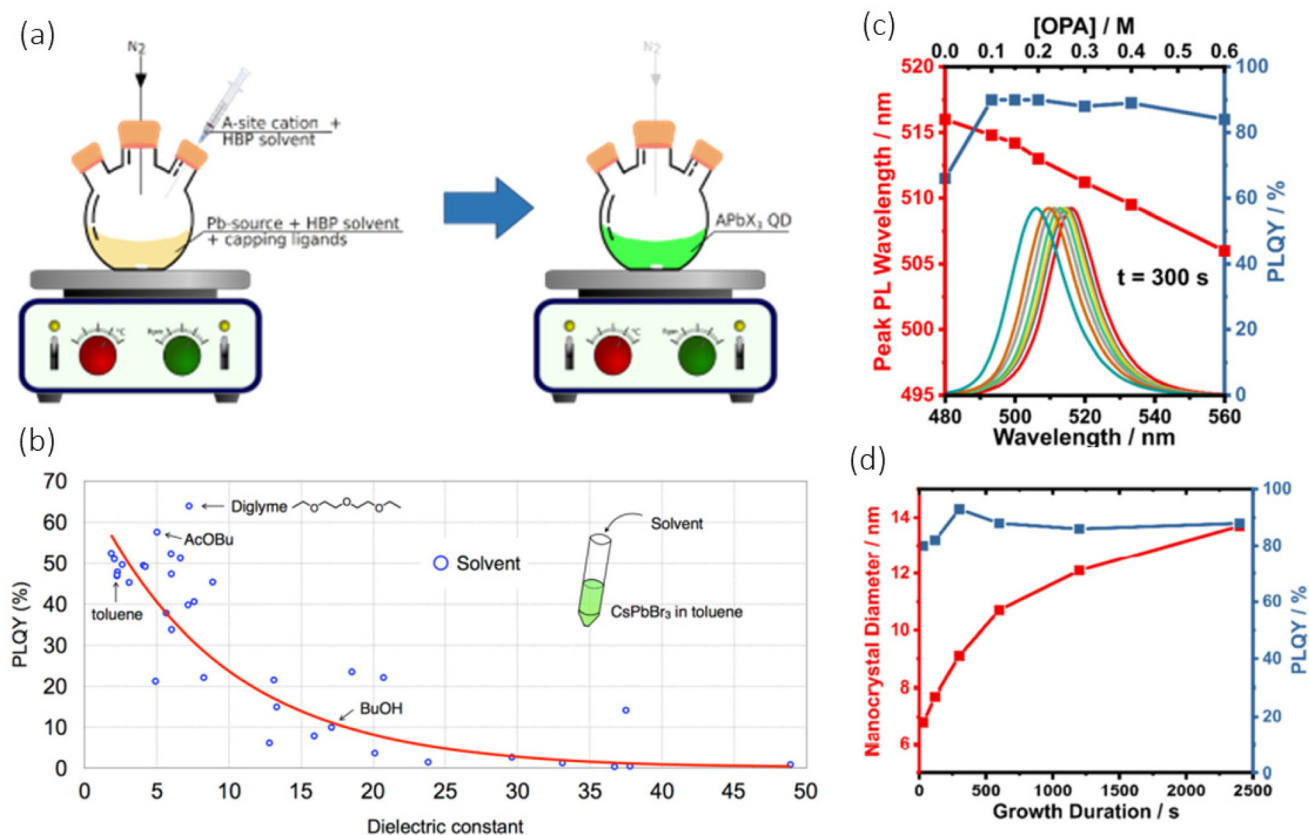 (a)
N2
A-site cation +
HBP solvent
Pb-source + HBP solvent
+ capping ligands
°C
Rpm
N2
APbX3 QD
°C
Rpm
(b)
PLQY (%)
70
60
50
40
30
20
10
0
Diglyme
O
O
O
AcOBu
toluene
Solvent
Solvent
CsPbBr3 in toluene
BuOH
0 5 10 15 20 25 30 35 40 45 50
Dielectric constant
(c)
[OPA] / M
0.0 0.1 0.2 0.3 0.4 0.5 0.6
Peak PL Wavelength / nm
520
515
510
505
500
495
t = 300 s
100
80
60
40
20
0
PLQY / %
480 500 520 540 560
Wavelength / nm
(d)
Nanocrystal Diameter / nm
14
12
10
8
6
100
80
60
40
20
0
PLQY / %
0 500 1000 1500 2000 2500
Growth Duration / s